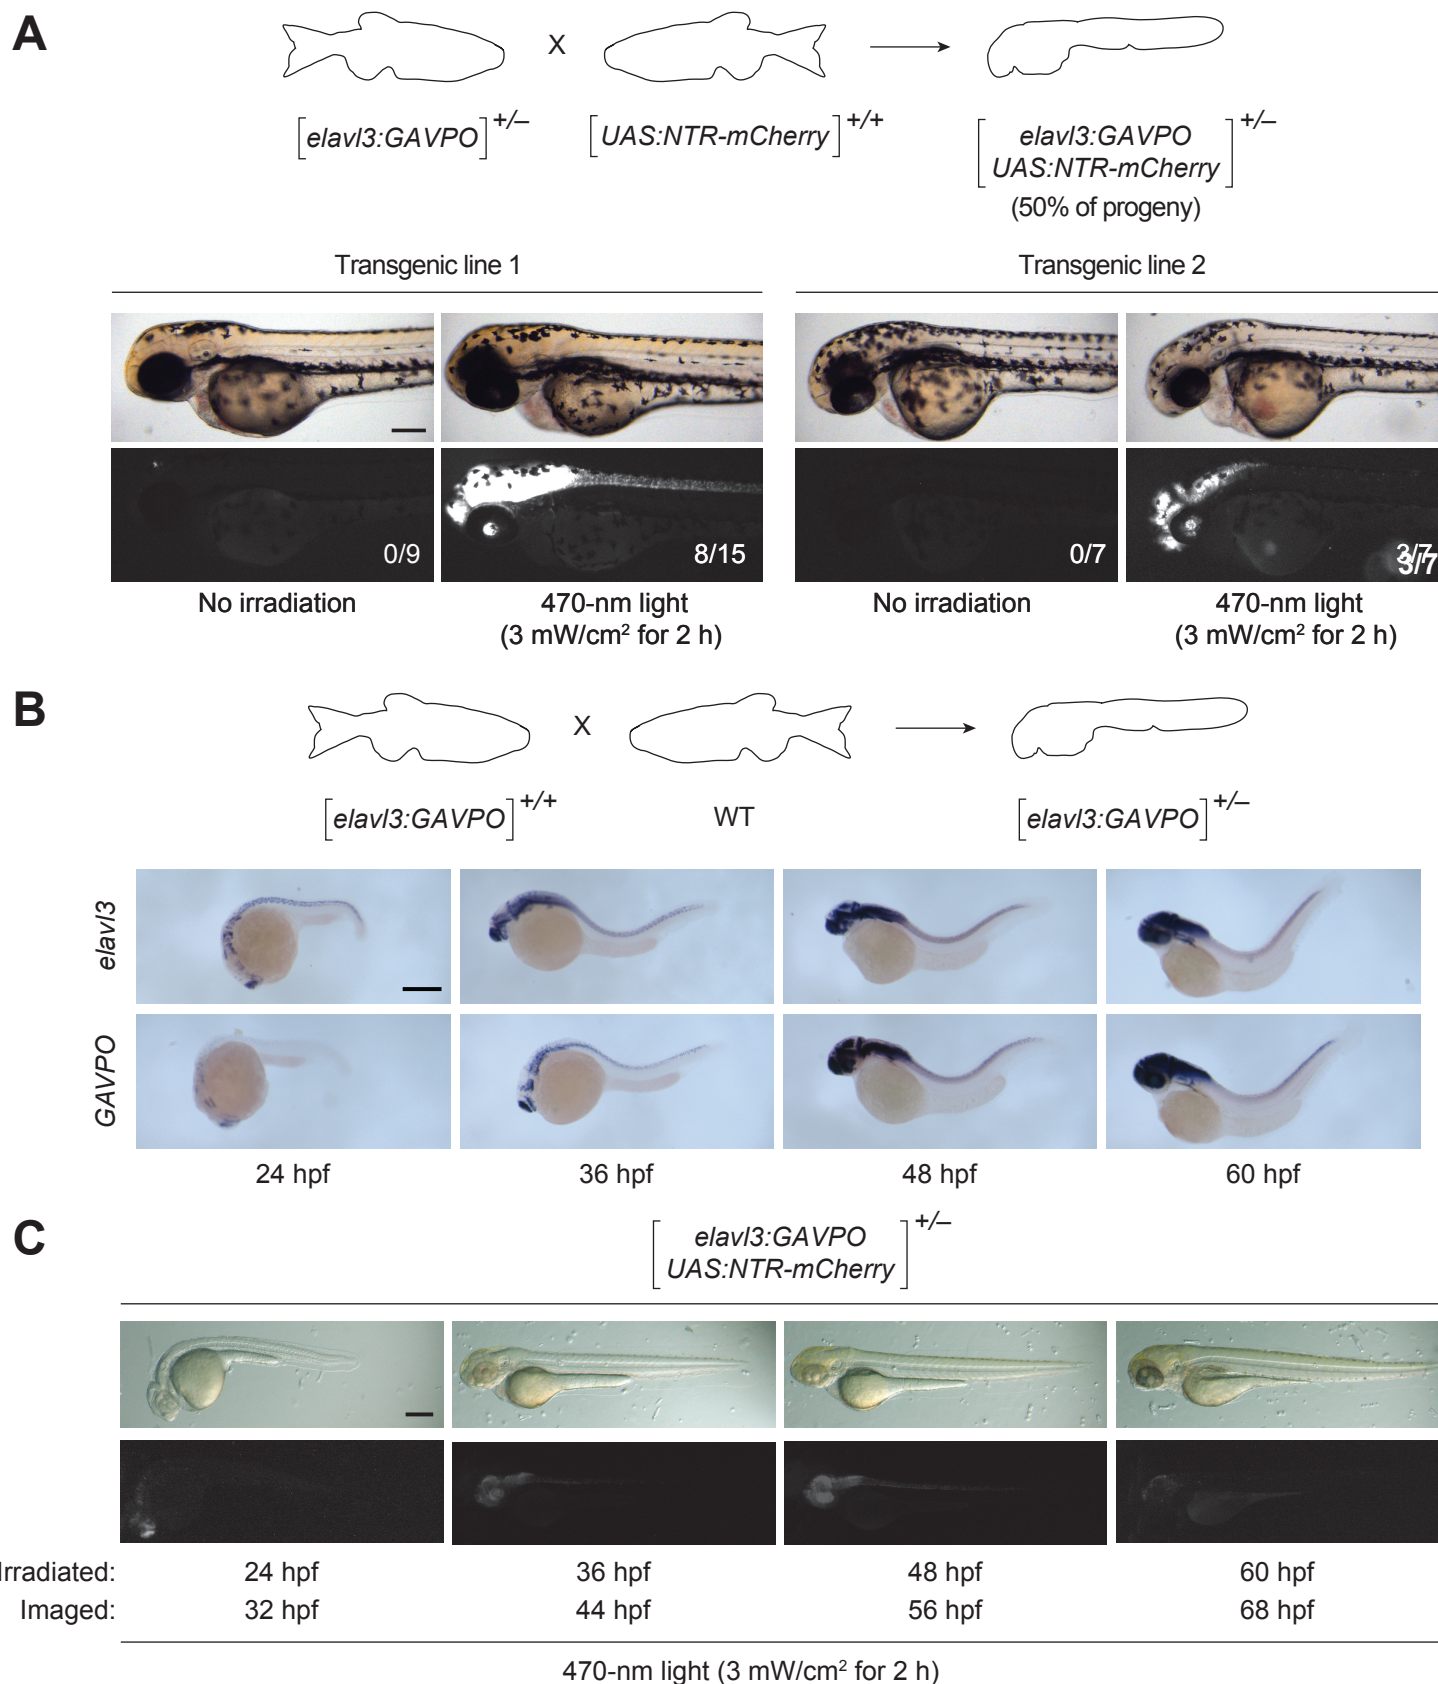 A
X
[elavl3:GAVPO]+/–
[UAS:NTR-mCherry]+/+
[elavl3:GAVPO
UAS:NTR-mCherry]+/–
(50% of progeny)
Transgenic line 1
Transgenic line 2
0/9
8/15
0/7
3/7
3/7
No irradiation
470-nm light
(3 mW/cm² for 2 h)
No irradiation
470-nm light
(3 mW/cm² for 2 h)
B
X
[elavl3:GAVPO]+/+
WT
[elavl3:GAVPO]+/–
elavl3
GAVPO
24 hpf
36 hpf
48 hpf
60 hpf
C
[elavl3:GAVPO
UAS:NTR-mCherry]+/–
Irradiated:
24 hpf
36 hpf
48 hpf
60 hpf
Imaged:
32 hpf
44 hpf
56 hpf
68 hpf
470-nm light (3 mW/cm² for 2 h)